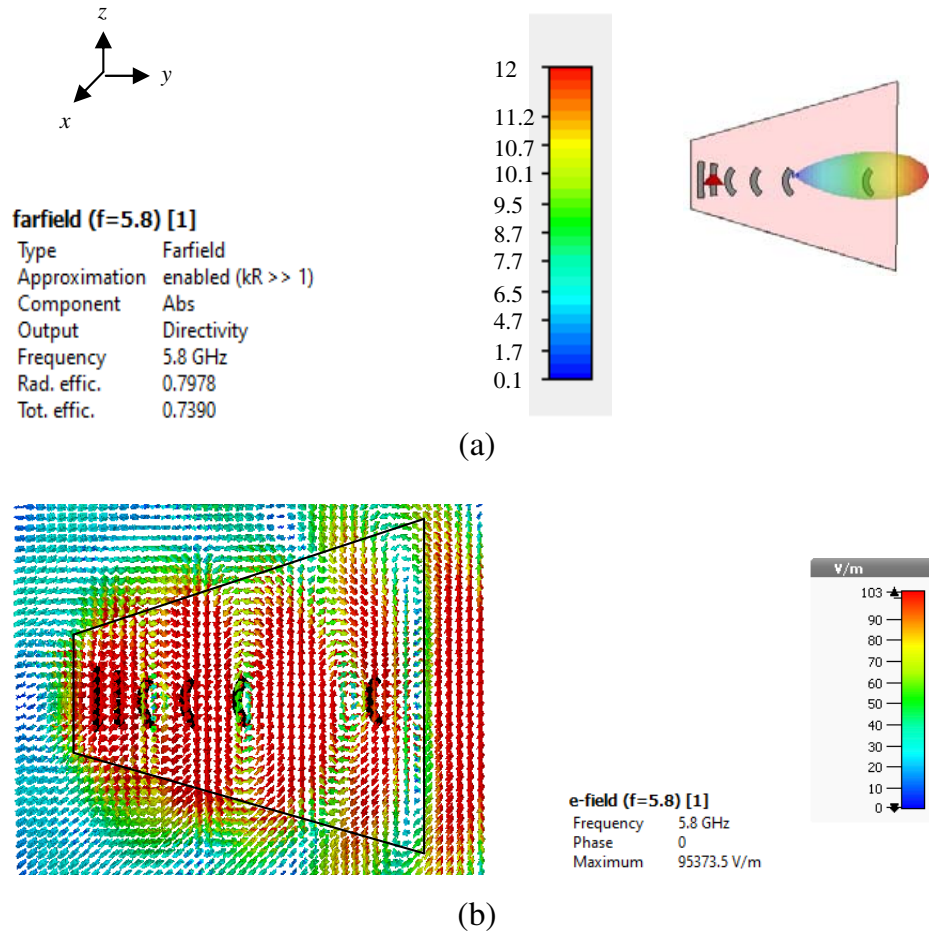 z
y
x
12
11.2
10.7
10.1
9.5
8.7
7.7
6.5
4.7
1.7
0.1
farfield (f=5.8) [1]
Type Farfield
Approximation enabled (kR >> 1)
Component Abs
Output Directivity
Frequency 5.8 GHz
Rad. effic. 0.7978
Tot. effic. 0.7390
(a)
V/m
103
90
80
70
60
50
40
30
20
10
0
e-field (f=5.8) [1]
Frequency 5.8 GHz
Phase 0
Maximum 95373.5 V/m
(b)